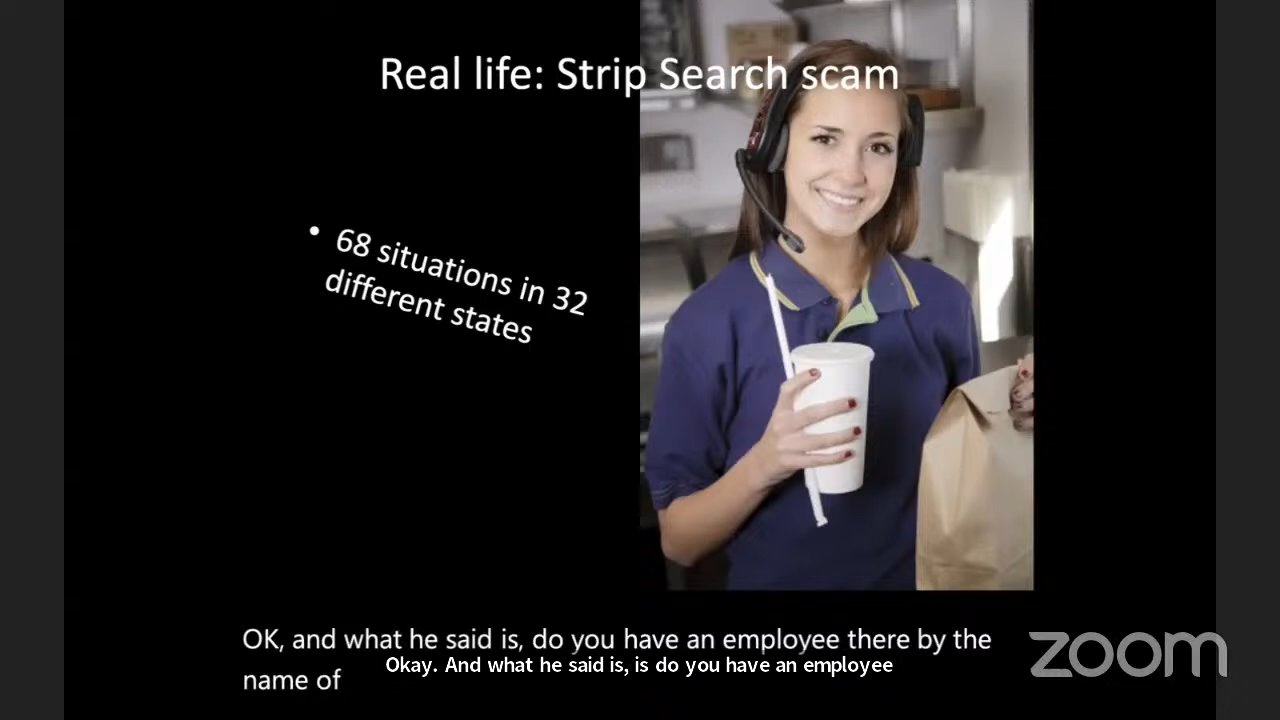 Real life: Strip Search scam
• 68 situations in 32
different states
OK, and what he said is, do you have an employee there by the
name of
Okay. And what he said is, is do you have an employee
zoom